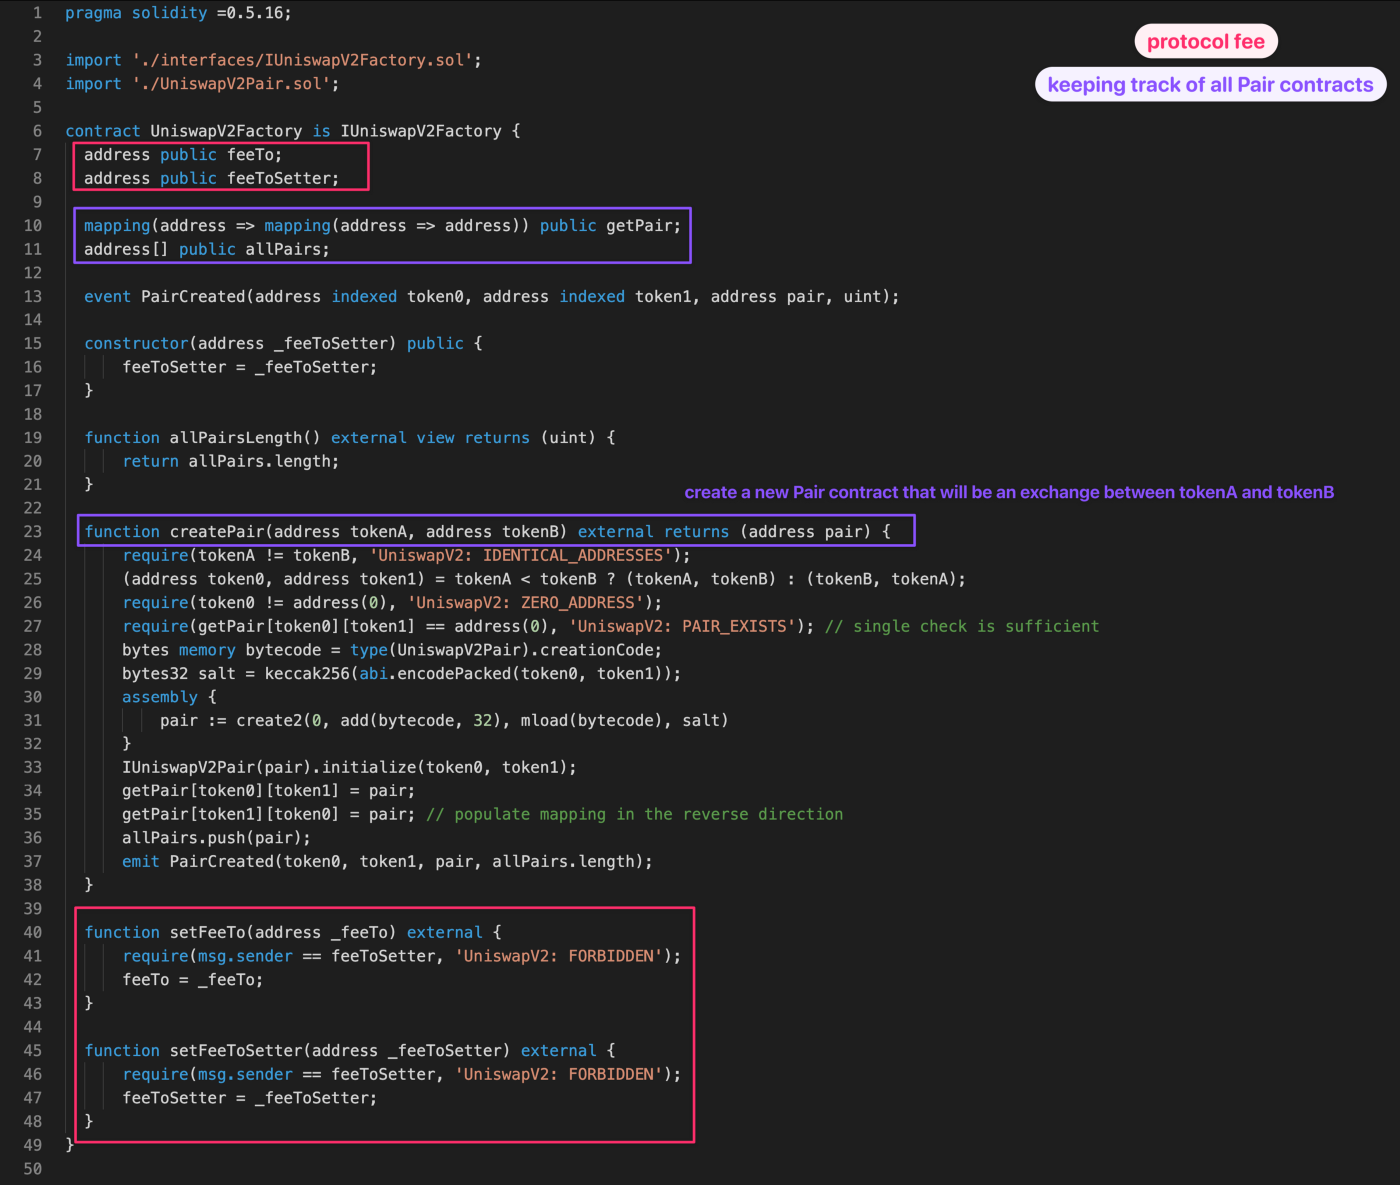 1 pragma solidity =0.5.16;
2
protocol fee
3 import './interfaces/IUniswapV2Factory.sol';
4 import './UniswapV2Pair.sol';
keeping track of all Pair contracts
5
6 contract UniswapV2Factory is IUniswapV2Factory {
7 address public feeTo;
8 address public feeToSetter;
9
10 mapping(address => mapping(address => address)) public getPair;
11 address[] public allPairs;
12
13 event PairCreated(address indexed token0, address indexed token1, address pair, uint);
14
15 constructor(address _feeToSetter) public {
16 feeToSetter = _feeToSetter;
17 }
18
19 function allPairsLength() external view returns (uint) {
20 return allPairs.length;
21 }
create a new Pair contract that will be an exchange between tokenA and tokenB
22
23 function createPair(address tokenA, address tokenB) external returns (address pair) {
24 require(tokenA != tokenB, 'UniswapV2: IDENTICAL_ADDRESSES');
25 (address token0, address token1) = tokenA < tokenB ? (tokenA, tokenB) : (tokenB, tokenA);
26 require(token0 != address(0), 'UniswapV2: ZERO_ADDRESS');
27 require(getPair[token0][token1] == address(0), 'UniswapV2: PAIR_EXISTS'); // single check is sufficient
28 bytes memory bytecode = type(UniswapV2Pair).creationCode;
29 bytes32 salt = keccak256(abi.encodePacked(token0, token1));
30 assembly {
31 pair := create2(0, add(bytecode, 32), mload(bytecode), salt)
32 }
33 IUniswapV2Pair(pair).initialize(token0, token1);
34 getPair[token0][token1] = pair;
35 getPair[token1][token0] = pair; // populate mapping in the reverse direction
36 allPairs.push(pair);
37 emit PairCreated(token0, token1, pair, allPairs.length);
38 }
39
40 function setFeeTo(address _feeTo) external {
41 require(msg.sender == feeToSetter, 'UniswapV2: FORBIDDEN');
42 feeTo = _feeTo;
43 }
44
45 function setFeeToSetter(address _feeToSetter) external {
46 require(msg.sender == feeToSetter, 'UniswapV2: FORBIDDEN');
47 feeToSetter = _feeToSetter;
48 }
49 }
50